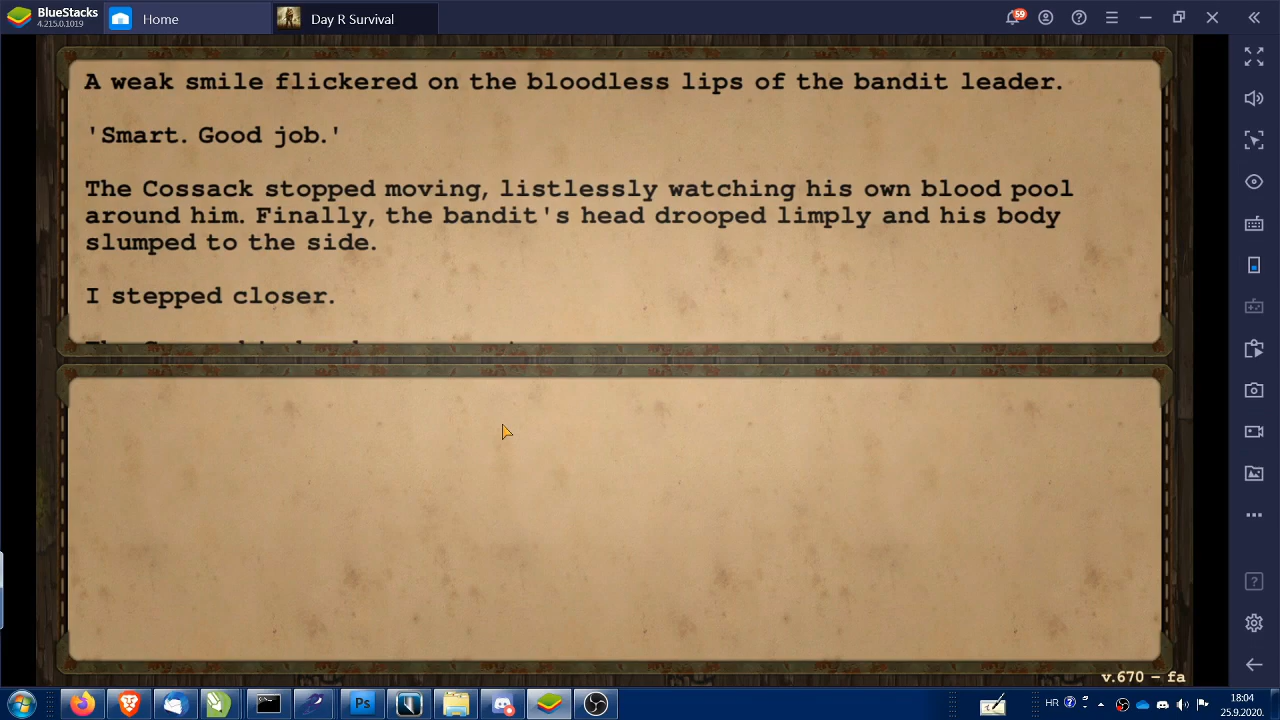 BlueStacks
4.215.0.1019
Home
Day R Survival
59
A weak smile flickered on the bloodless lips of the bandit leader.
'Smart. Good job.'
The Cossack stopped moving, listlessly watching his own blood pool
around him. Finally, the bandit's head drooped limply and his body
slumped to the side.
I stepped closer.
v.670 – fa
Ps
HR
18:04
25.9.2020.